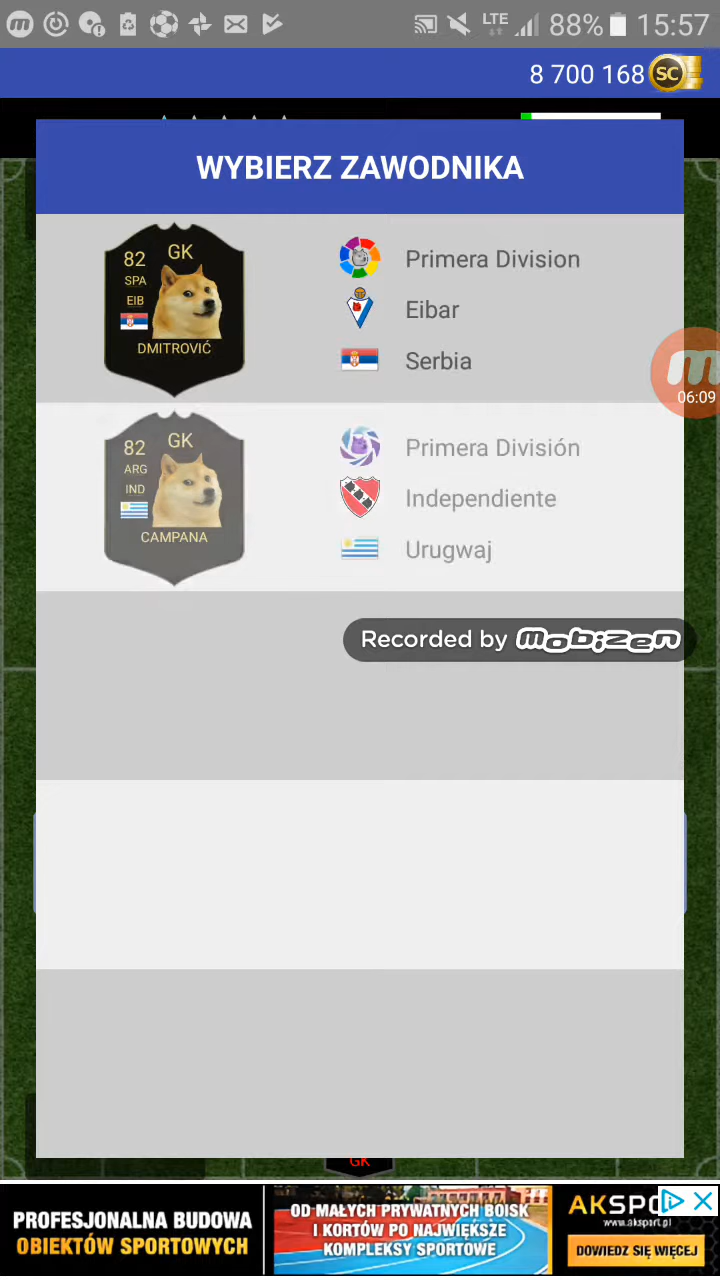 LTE 88% 15:57
8 700 168 SC
WYBIERZ ZAWODNIKA
82 GK
SPA
EIB
DMITROVIĆ
Primera Division
Eibar
Serbia
06:09
82 GK
ARG
IND
CAMPANA
Primera División
Independiente
Urugwaj
Recorded by mobizen
GK
PROFESJONALNA BUDOWA
OBIEKTÓW SPORTOWYCH
OD MAŁYCH PRYWATNYCH BOISK
I KORTÓW PO NAJWIĘKSZE
KOMPLEKSY SPORTOWE
www.aksport.pl
DOWIEDZ SIĘ WIĘCEJ